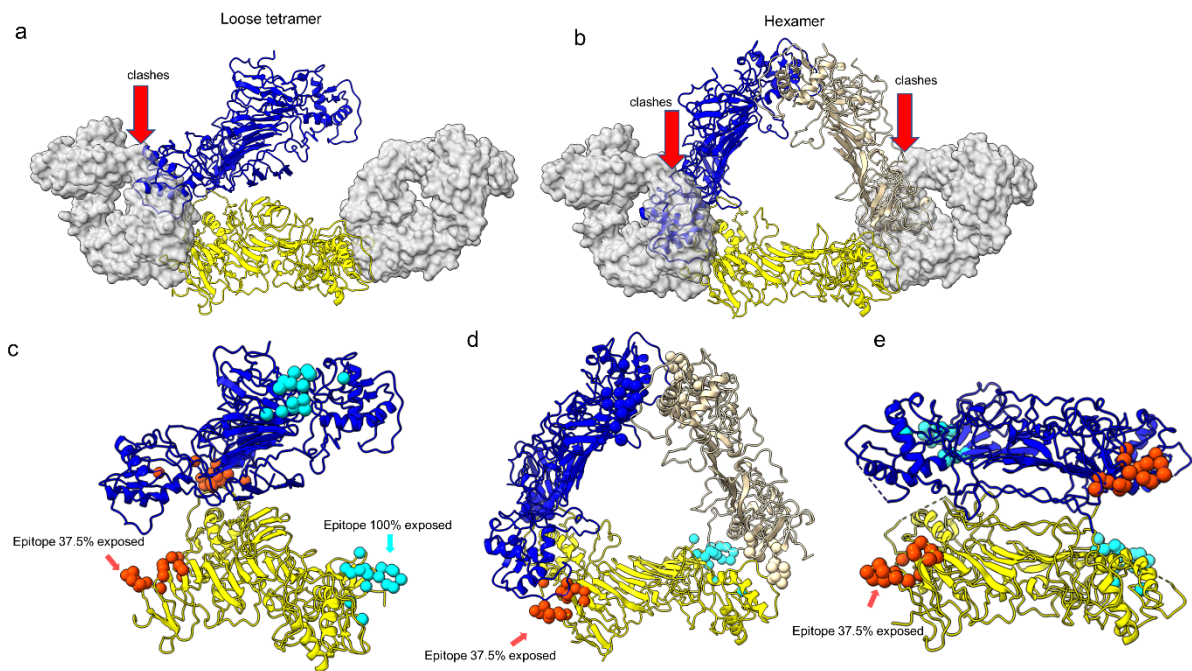 Loose tetramer
Hexamer
a
b
clashes
clashes
clashes
c
d
e
Epitope 100% exposed
Epitope 37.5% exposed
Epitope 37.5% exposed
Epitope 37.5% exposed